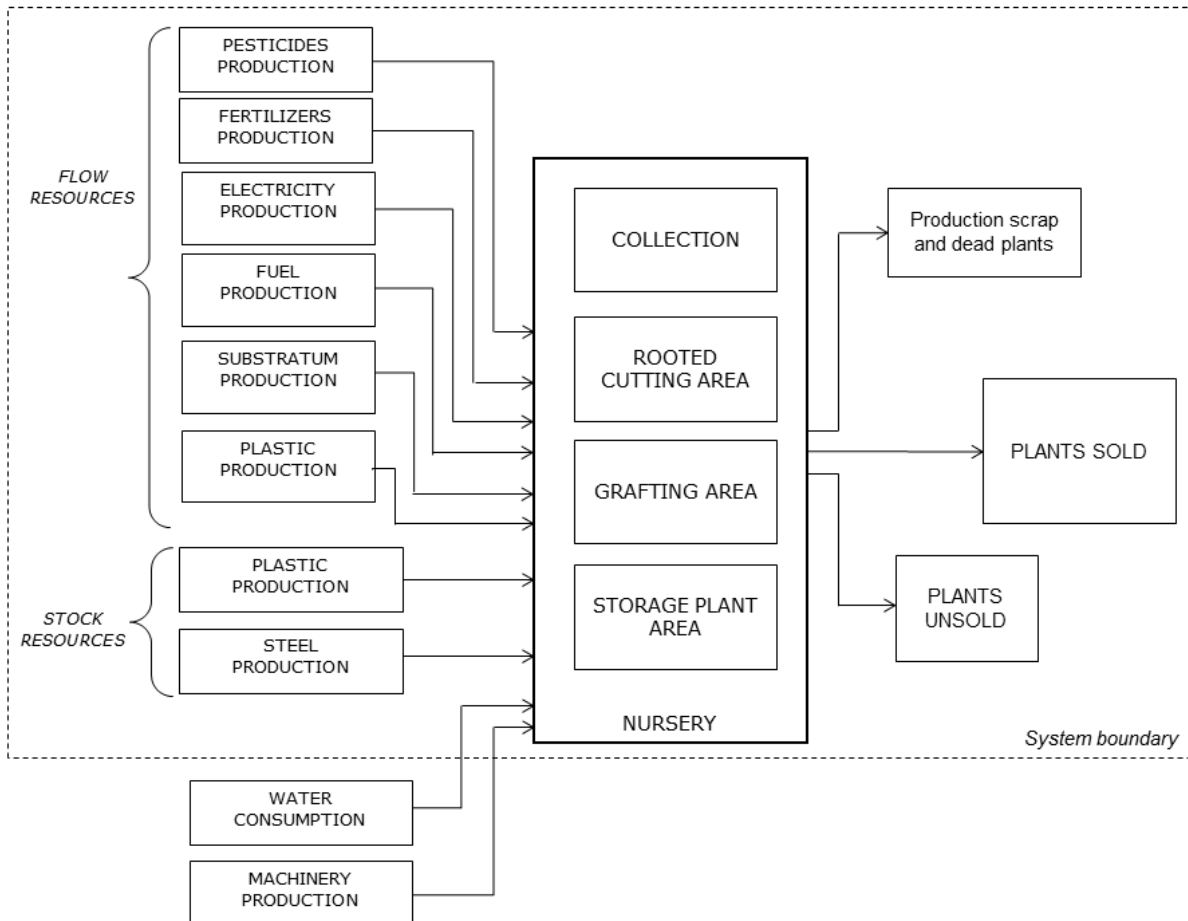 PESTICIDES
PRODUCTION
FERTILIZERS
PRODUCTION
FLOW
RESOURCES
ELECTRICITY
PRODUCTION
FUEL
PRODUCTION
SUBSTRATUM
PRODUCTION
PLASTIC
PRODUCTION
STOCK
RESOURCES
PLASTIC
PRODUCTION
STEEL
PRODUCTION
WATER
CONSUMPTION
MACHINERY
PRODUCTION
COLLECTION
ROOTED
CUTTING AREA
GRAFTING AREA
STORAGE PLANT
AREA
NURSERY
Production scrap
and dead plants
PLANTS SOLD
PLANTS
UNSOLD
System boundary